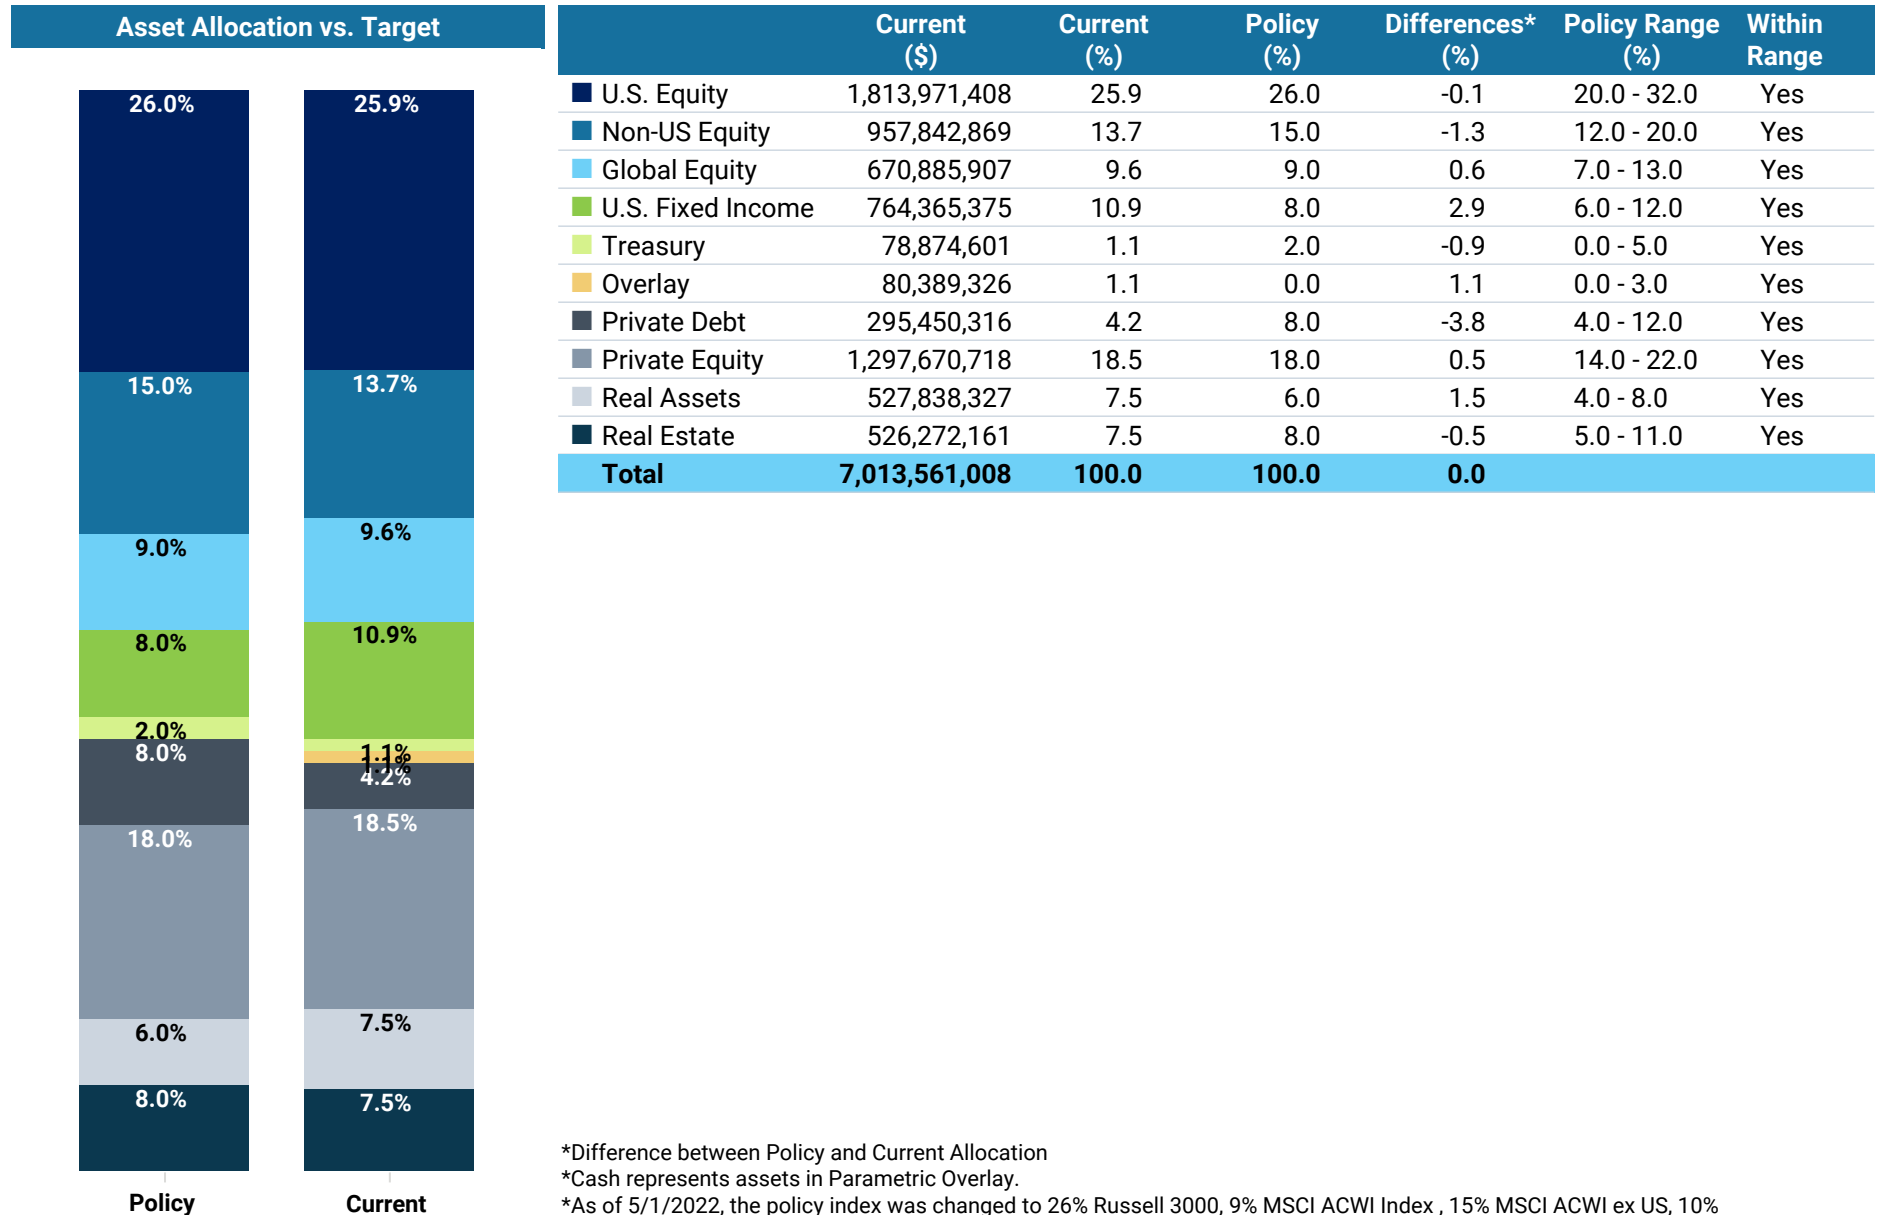 Asset Allocation vs. Target
26.0%
15.0%
9.0%
8.0%
2.0%
8.0%
18.0%
6.0%
8.0%
Policy
25.9%
13.7%
9.6%
10.9%
1.1%
1.1%
4.2%
18.5%
7.5%
7.5%
Current
Current ($) Current (%) Policy (%) Differences* (%) Policy Range (%) Within Range
U.S. Equity 1,813,971,408 25.9 26.0 -0.1 20.0 - 32.0 Yes
Non-US Equity 957,842,869 13.7 15.0 -1.3 12.0 - 20.0 Yes
Global Equity 670,885,907 9.6 9.0 0.6 7.0 - 13.0 Yes
U.S. Fixed Income 764,365,375 10.9 8.0 2.9 6.0 - 12.0 Yes
Treasury 78,874,601 1.1 2.0 -0.9 0.0 - 5.0 Yes
Overlay 80,389,326 1.1 0.0 1.1 0.0 - 3.0 Yes
Private Debt 295,450,316 4.2 8.0 -3.8 4.0 - 12.0 Yes
Private Equity 1,297,670,718 18.5 18.0 0.5 14.0 - 22.0 Yes
Real Assets 527,838,327 7.5 6.0 1.5 4.0 - 8.0 Yes
Real Estate 526,272,161 7.5 8.0 -0.5 5.0 - 11.0 Yes
Total 7,013,561,008 100.0 100.0 0.0
*Difference between Policy and Current Allocation
*Cash represents assets in Parametric Overlay.
*As of 5/1/2022, the policy index was changed to 26% Russell 3000, 9% MSCI ACWI Index , 15% MSCI ACWI ex US, 10%